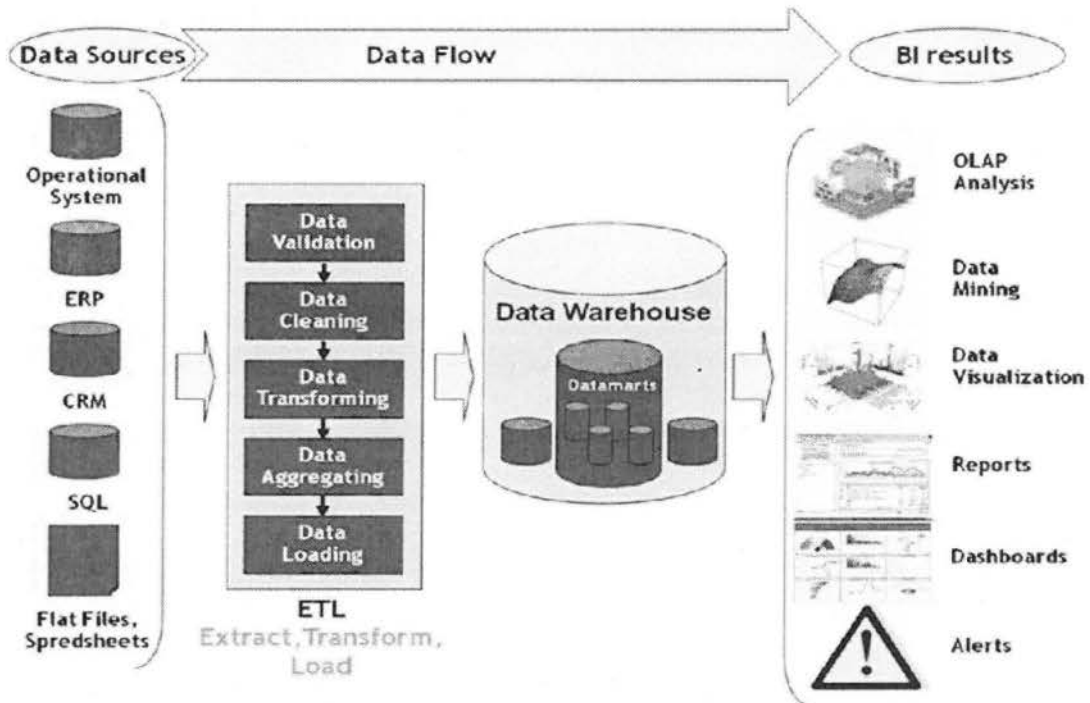 Data Sources
Data Flow
BI results
Operational
System
ERP
CRM
SQL
Flat Files,
Spredsheets
Data
Validation
Data
Cleaning
Data
Transforming
Data
Aggregating
Data
Loading
ETL
Extract, Transform,
Load
Data Warehouse
Datamarts
OLAP
Analysis
Data
Mining
Data
Visualization
Reports
Dashboards
Alerts